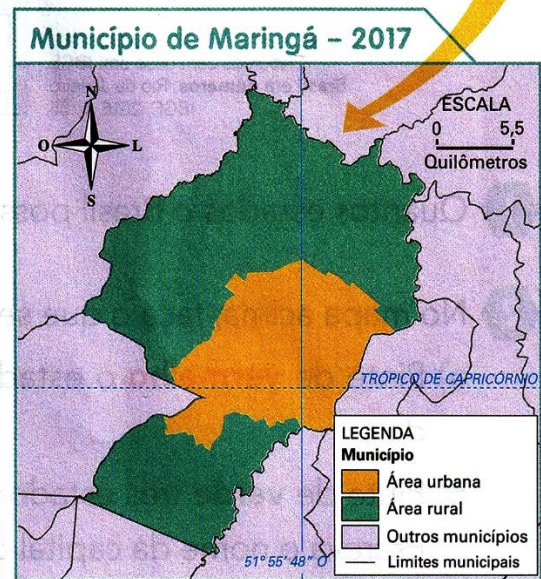 Município de Maringá – 2017
N
O
L
S
ESCALA
0 5,5
Quilômetros
TRÓPICO DE CAPRICÓRNIO
LEGENDA
Município
Área urbana
Área rural
Outros municípios
Limites municipais
51° 55' 48" O